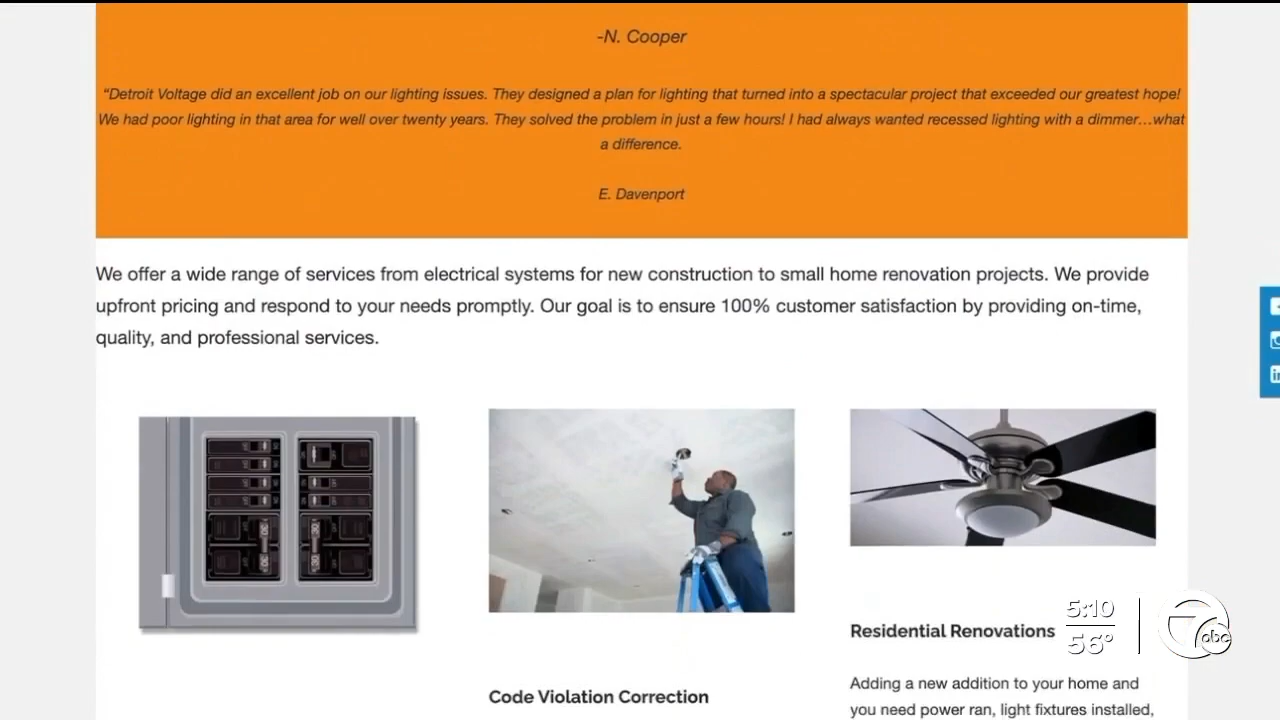 -N. Cooper
“Detroit Voltage did an excellent job on our lighting issues. They designed a plan for lighting that turned into a spectacular project that exceeded our greatest hope!
We had poor lighting in that area for well over twenty years. They solved the problem in just a few hours! I had always wanted recessed lighting with a dimmer…what
a difference.
E. Davenport
We offer a wide range of services from electrical systems for new construction to small home renovation projects. We provide
upfront pricing and respond to your needs promptly. Our goal is to ensure 100% customer satisfaction by providing on-time,
quality, and professional services.
Residential Renovations
Code Violation Correction
Adding a new addition to your home and
you need power ran, light fixtures installed,
5:10
56°
7 abc